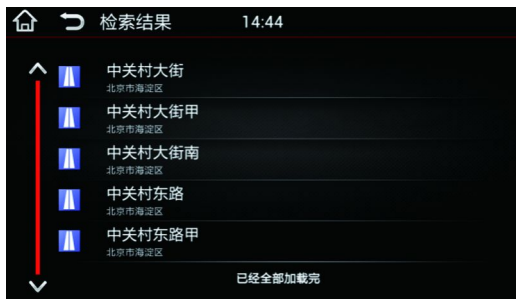 检索结果 14:44
中关村大街
北京市海淀区
中关村大街甲
北京市海淀区
中关村大街南
北京市海淀区
中关村东路
北京市海淀区
中关村东路甲
北京市海淀区
已经全部加载完